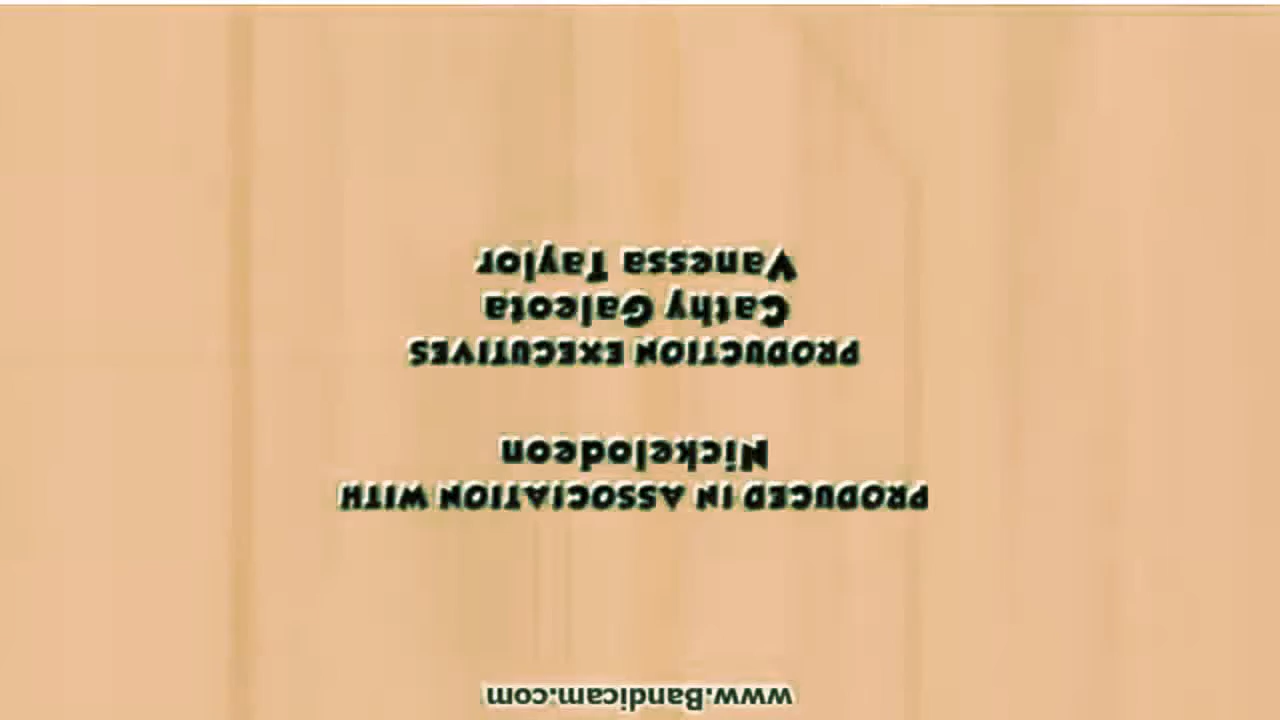 www.Bandicam.com
PRODUCED IN ASSOCIATION WITH
Nickelodeon
PRODUCTION EXECUTIVES
Cathy Galeota
Vanessa Taylor